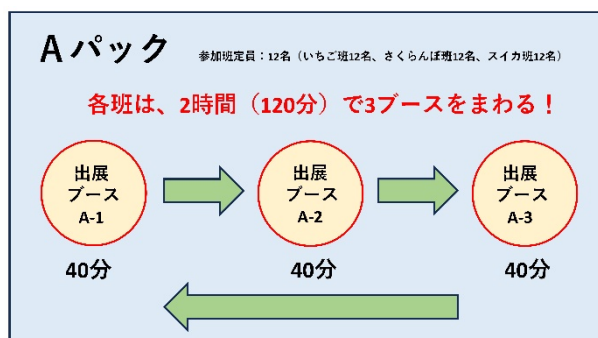 Aパック 参加班定員：12名（いちご班12名、さくらんぼ班12名、スイカ班12名）
各班は、2時間（120分）で3ブースをまわる！
出展
ブース
A-1
出展
ブース
A-2
出展
ブース
A-3
40分
40分
40分